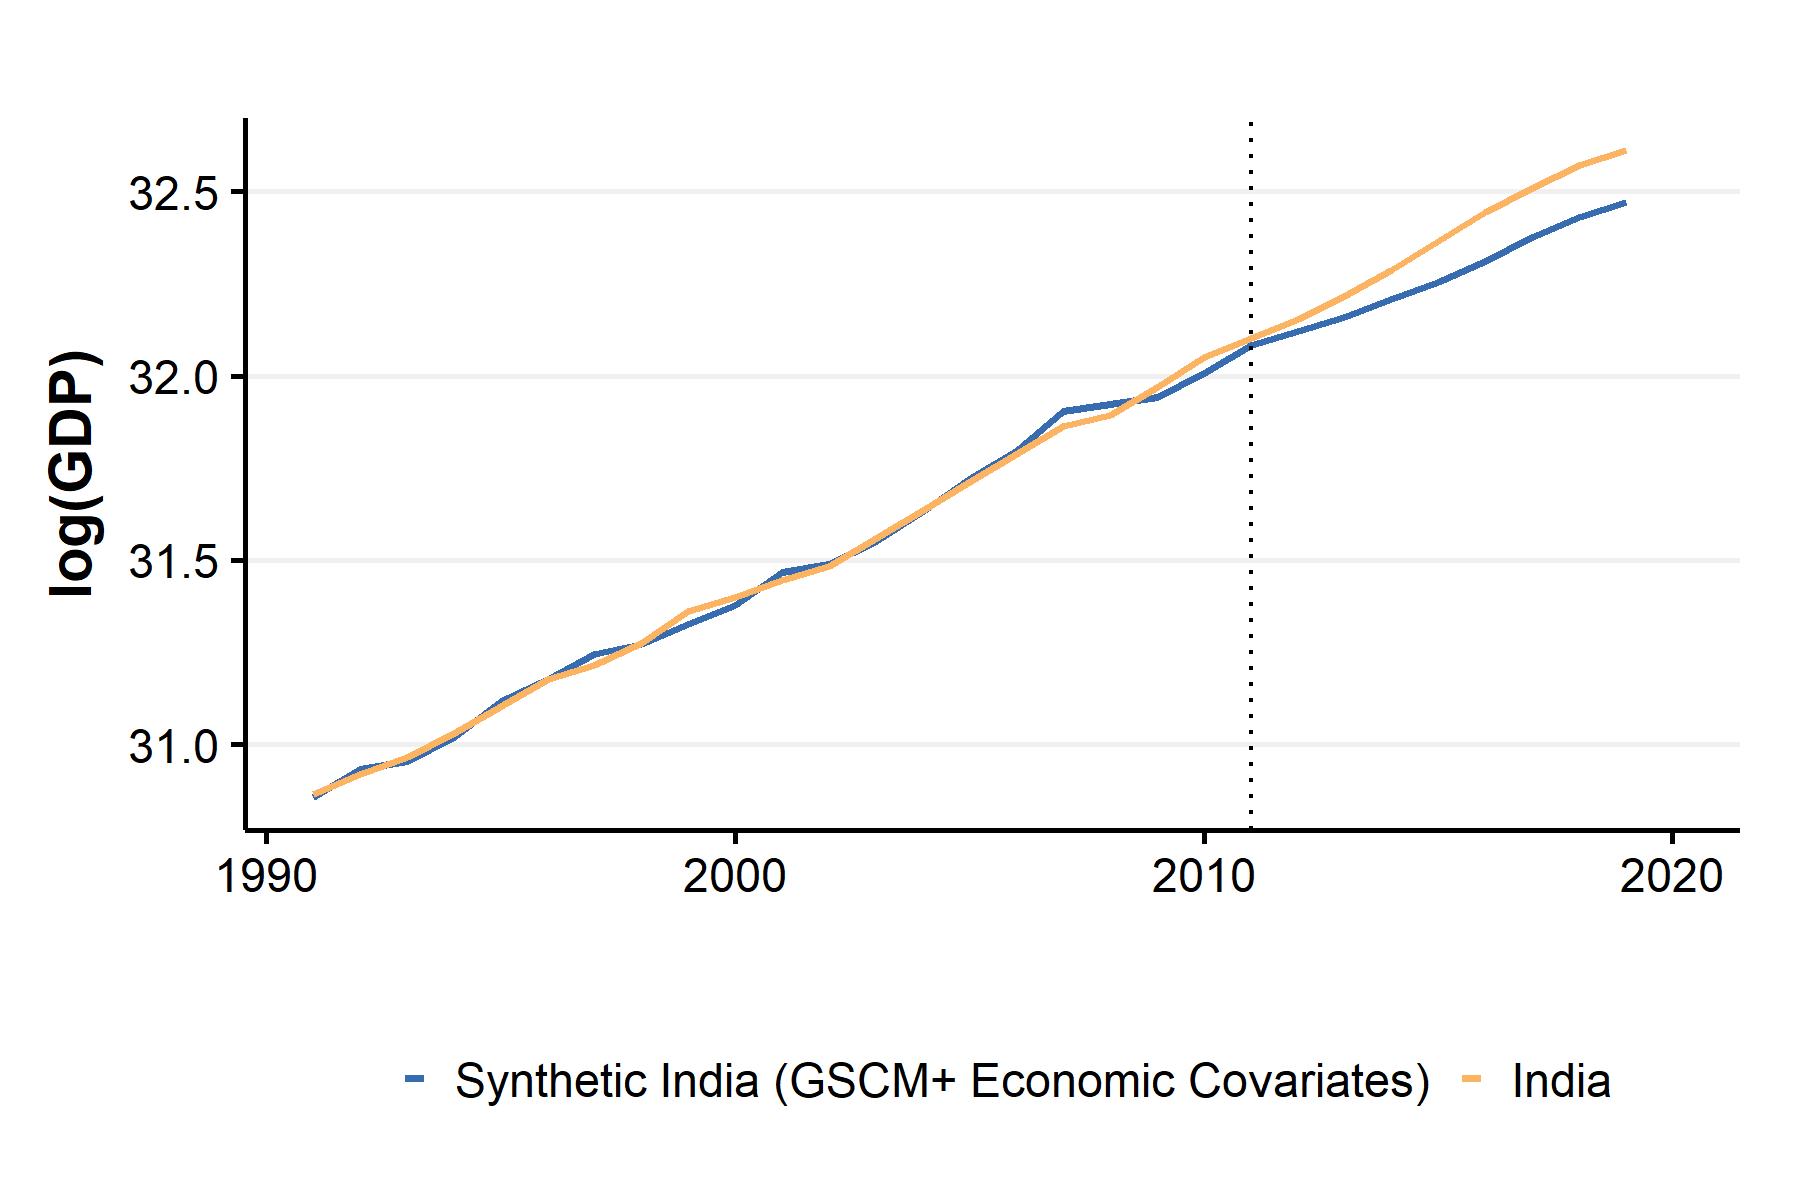 log(GDP)
32.5
32.0
31.5
31.0
1990 2000 2010 2020
Synthetic India (GSCM+ Economic Covariates) India